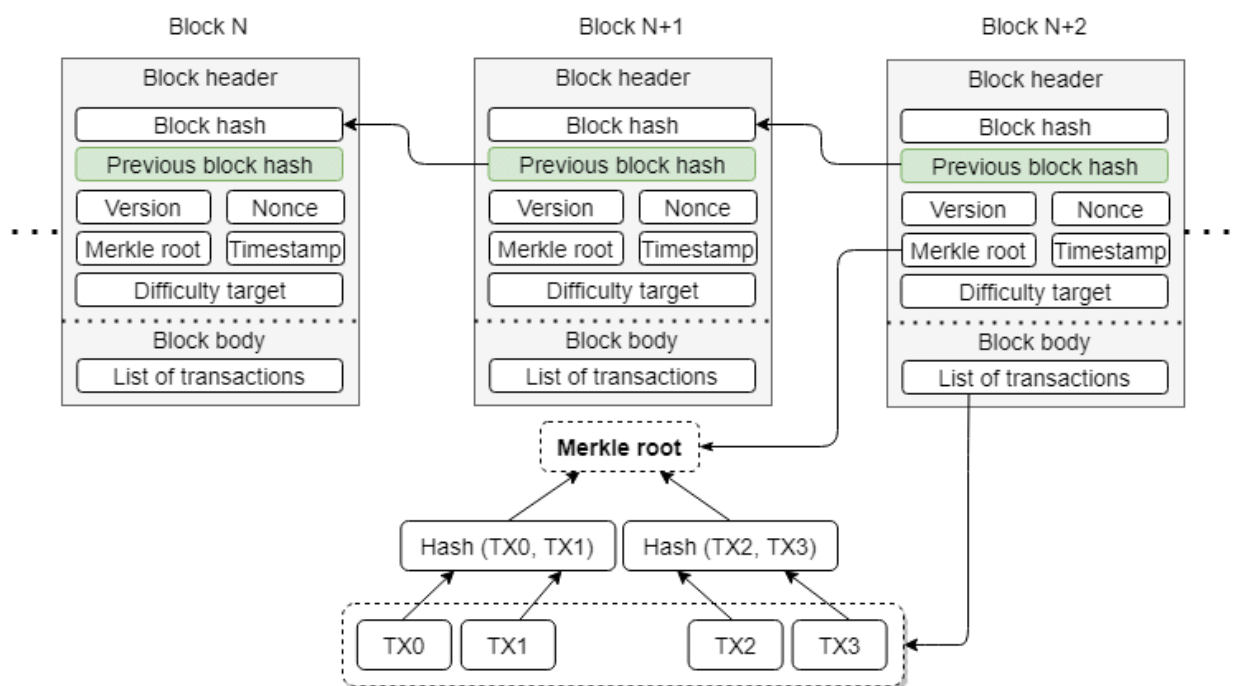 Block N
Block N+1
Block N+2
Block header
Block hash
Previous block hash
Version
Nonce
Merkle root
Timestamp
Difficulty target
Block body
List of transactions
Block header
Block hash
Previous block hash
Version
Nonce
Merkle root
Timestamp
Difficulty target
Block body
List of transactions
Block header
Block hash
Previous block hash
Version
Nonce
Merkle root
Timestamp
Difficulty target
Block body
List of transactions
...
...
Merkle root
Hash (TX0, TX1)
Hash (TX2, TX3)
TX0
TX1
TX2
TX3